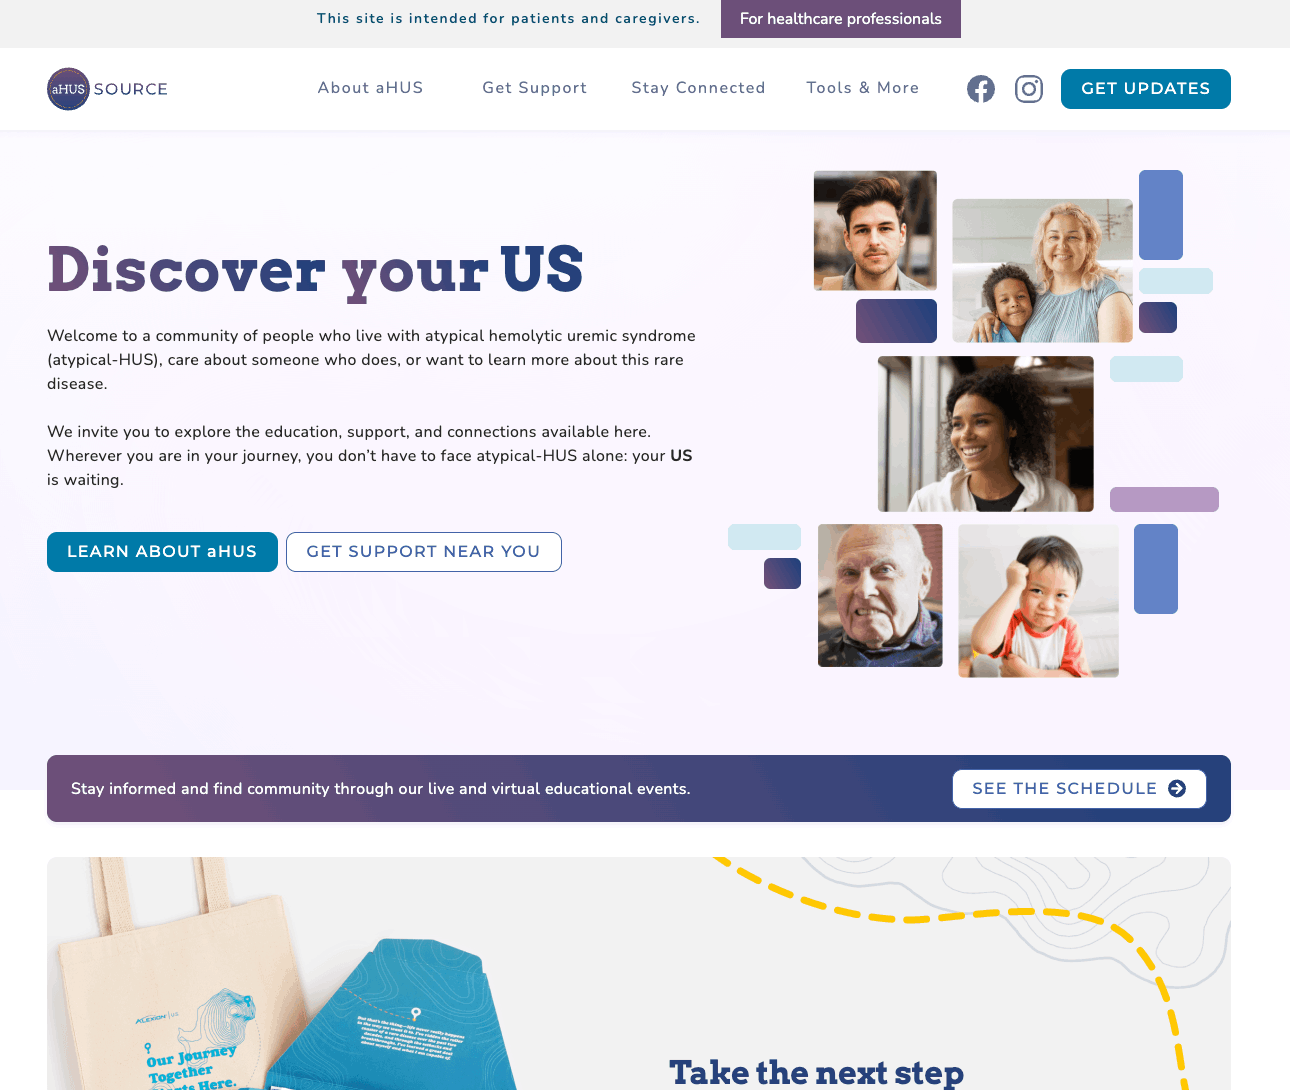 This site is intended for patients and caregivers.
For healthcare professionals
aHUS SOURCE
About aHUS
Get Support
Stay Connected
Tools & More
GET UPDATES
Discover your US
Welcome to a community of people who live with atypical hemolytic uremic syndrome
(atypical-HUS), care about someone who does, or want to learn more about this rare
disease.
We invite you to explore the education, support, and connections available here.
Wherever you are in your journey, you don’t have to face atypical-HUS alone: your US
is waiting.
LEARN ABOUT aHUS
GET SUPPORT NEAR YOU
Stay informed and find community through our live and virtual educational events.
SEE THE SCHEDULE
ALEXION
Our Journey
Together
Starts Here.
Take the next step